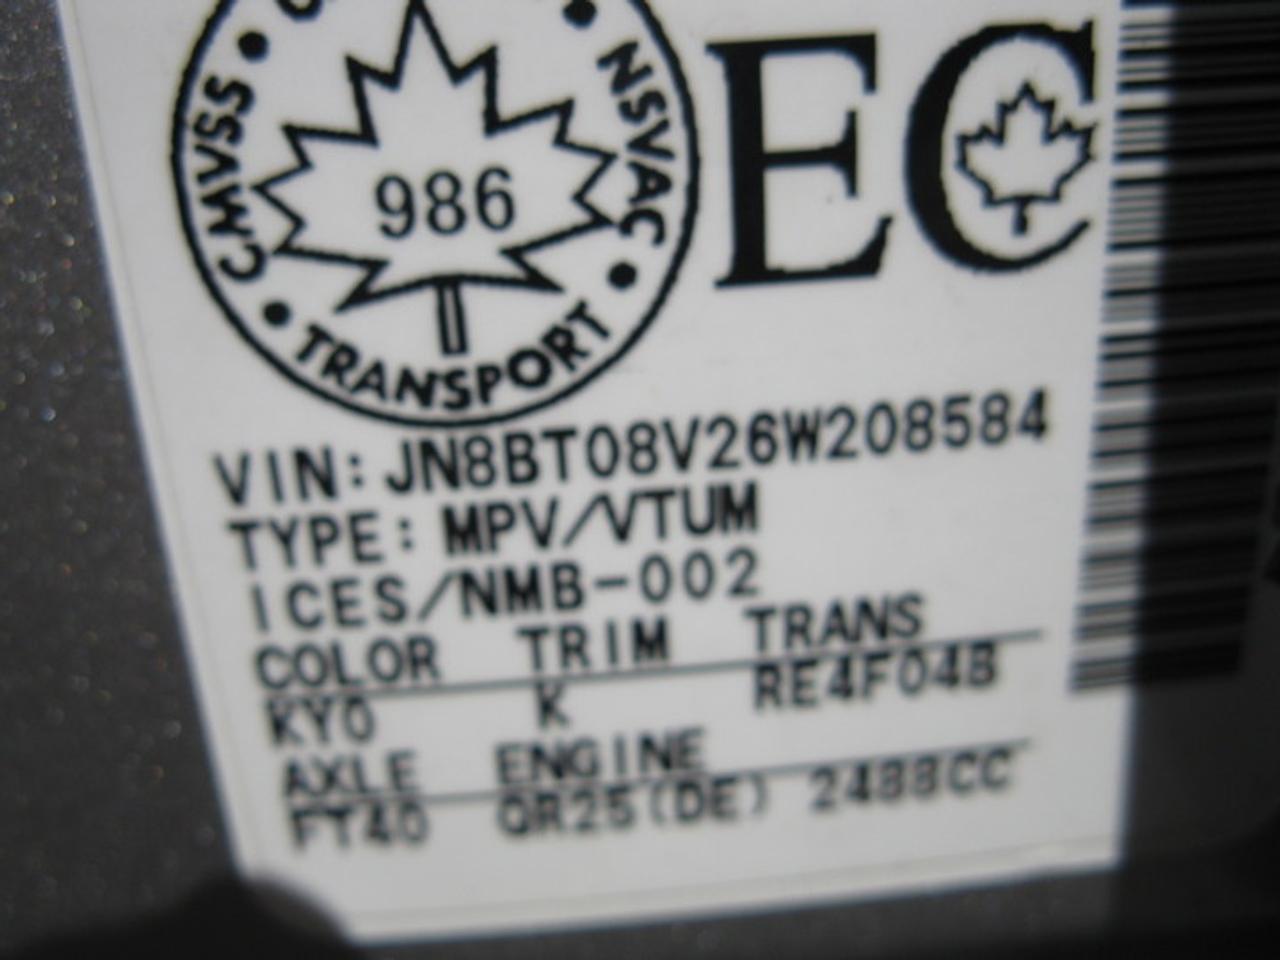 CMVSS • • NSVAC • TRANSPORT •
986
EC
VIN: JN8BT08V26W208584
TYPE: MPV/VTUM
ICES/NMB-002
COLOR TRIM TRANS
KY0 K RE4F04B
AXLE ENGINE
FT40 QR25(DE) 2488CC